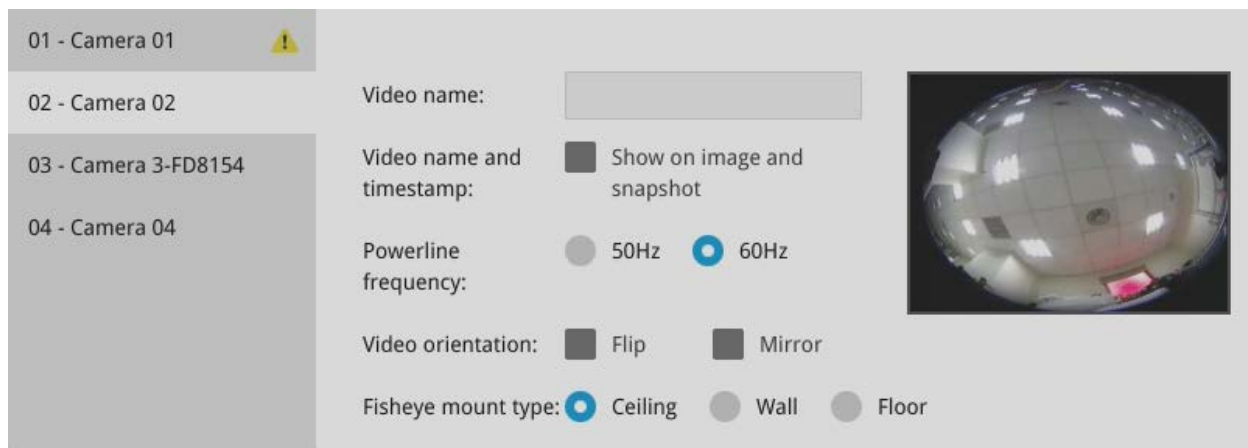 01 - Camera 01
02 - Camera 02
03 - Camera 3-FD8154
04 - Camera 04
Video name:
Video name and
timestamp:
Show on image and
snapshot
Powerline
frequency:
50Hz 60Hz
Video orientation: Flip Mirror
Fisheye mount type: Ceiling Wall Floor